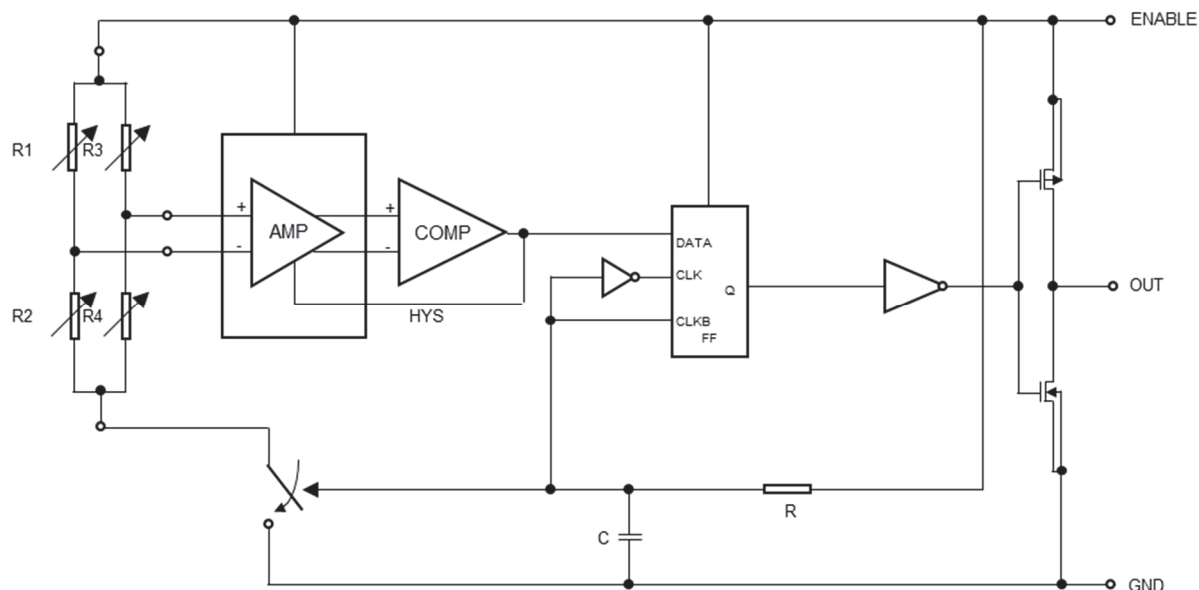 ENABLE
R1
R3
+
+
AMP
COMP
-
-
DATA
CLK
Q
OUT
R2
R4
HYS
CLKB
FF
R
C
GND